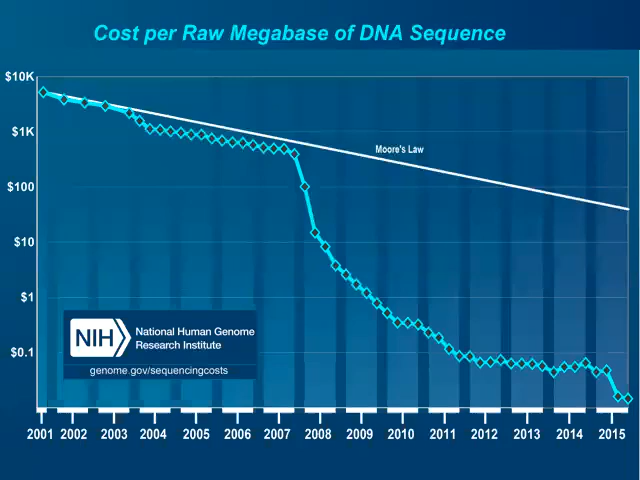 Cost per Raw Megabase of DNA Sequence
$10K
$1K
Moore's Law
$100
$10
$1
NIH
National Human Genome
Research Institute
genome.gov/sequencingcosts
$0.1
2001 2002 2003 2004 2005 2006 2007 2008 2009 2010 2011 2012 2013 2014 2015